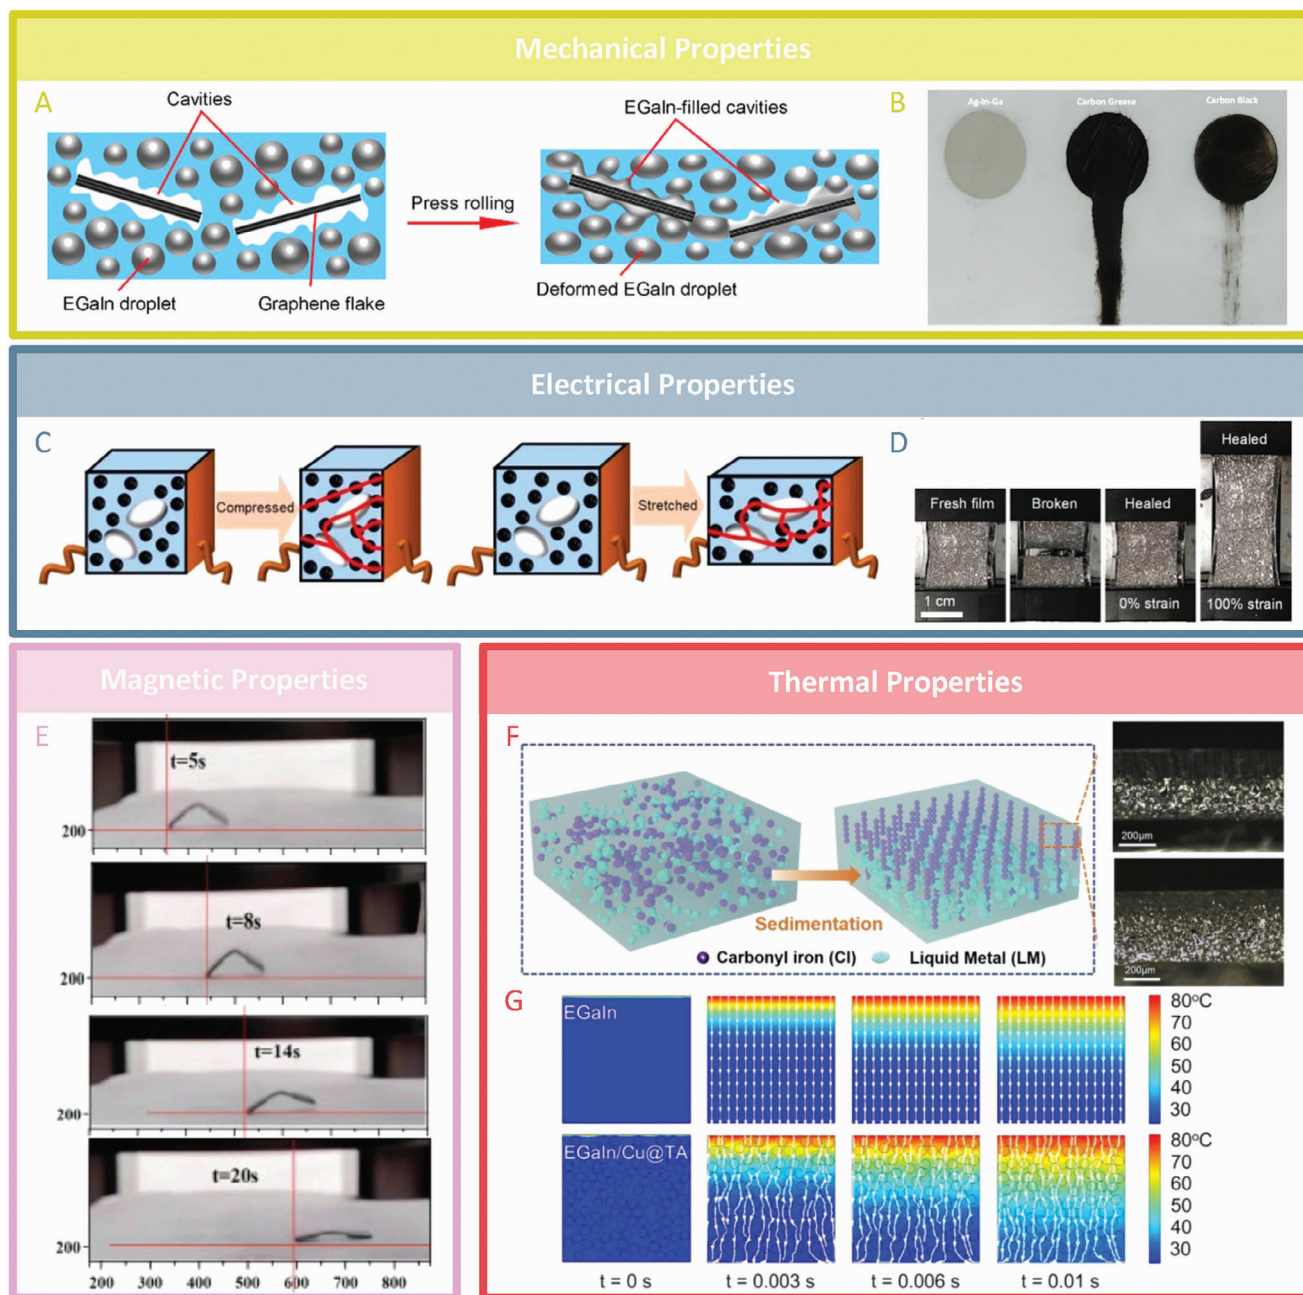 Mechanical Properties
A
Cavities
EGaIn-filled cavities
Press rolling
EGaIn droplet
Graphene flake
Deformed EGaIn droplet
B
Ag-In-Ga
Carbon Grease
Carbon Black
Electrical Properties
C
Compressed
Stretched
D
Fresh film
Broken
Healed
Healed
1 cm
0% strain
100% strain
Magnetic Properties
E
t=5s
200
t=8s
200
t=14s
200
t=20s
200
200 300 400 500 600 700 800
Thermal Properties
F
Sedimentation
Carbonyl iron (CI)
Liquid Metal (LM)
200μm
200μm
G
EGaIn
80°C
70
60
50
40
30
EGaIn/Cu@TA
80°C
70
60
50
40
30
t = 0 s
t = 0.003 s
t = 0.006 s
t = 0.01 s